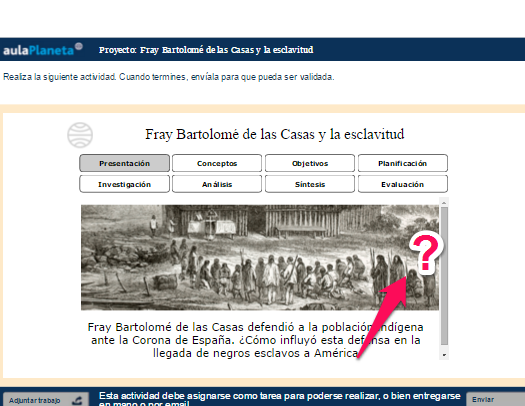 aulaPlaneta
Proyecto: Fray Bartolomé de las Casas y la esclavitud
Realiza la siguiente actividad. Cuando termines, envíala para que pueda ser validada.
Fray Bartolomé de las Casas y la esclavitud
Presentación Conceptos Objetivos Planificación
Investigación Análisis Síntesis Evaluación
?
Fray Bartolomé de las Casas defendió a la población indígena
ante la Corona de España. ¿Cómo influyó esta defensa en la
llegada de negros esclavos a América
Adjuntar trabajo
Esta actividad debe asignarse como tarea para poderse realizar, o bien entregarse
en mano o por email
Enviar